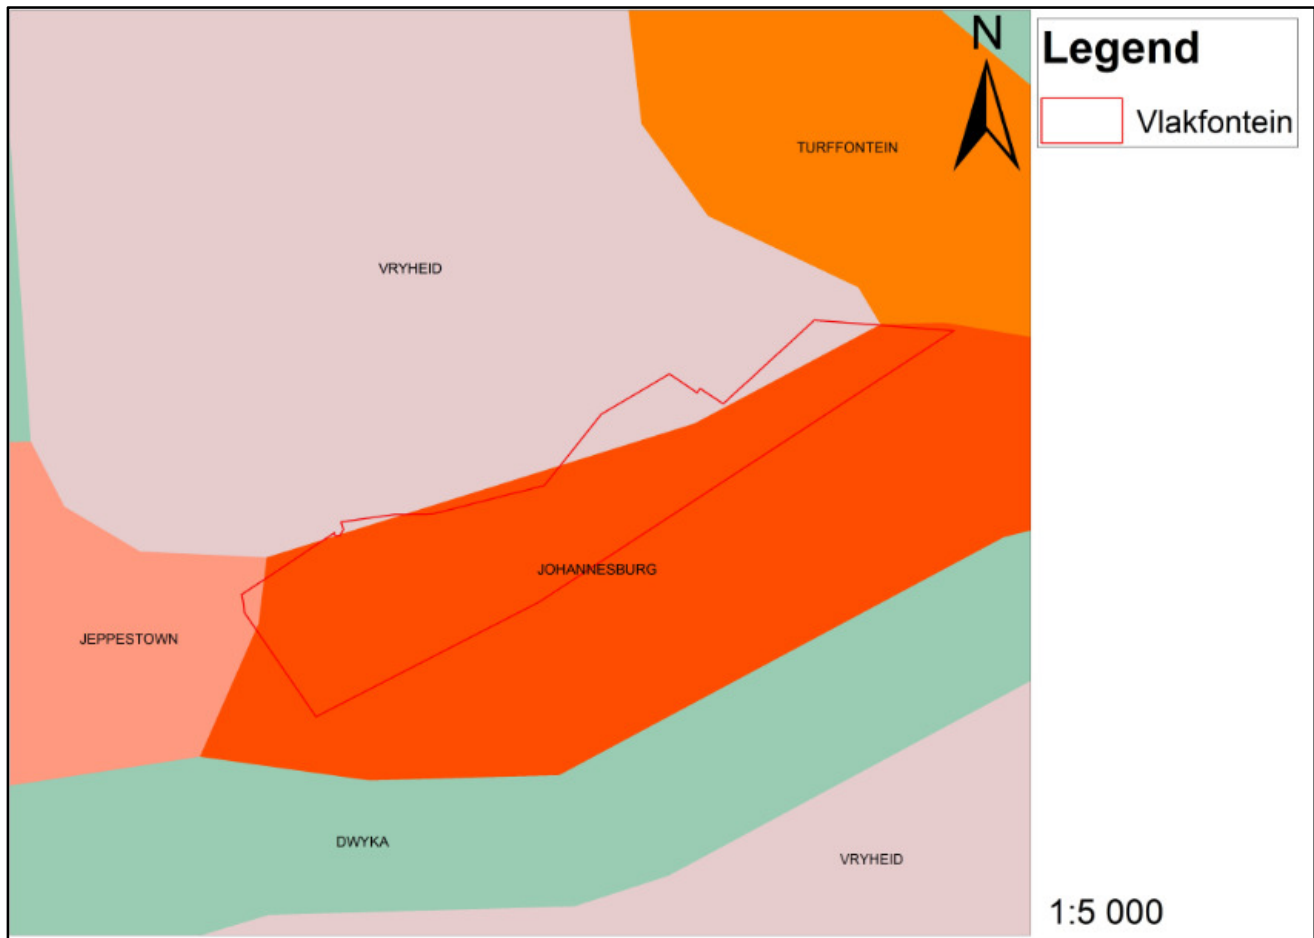 N
Legend
Vlakfontein
TURFFONTEIN
VRYHEID
JOHANNESBURG
JEPPESTOWN
DWYKA
VRYHEID
1:5 000